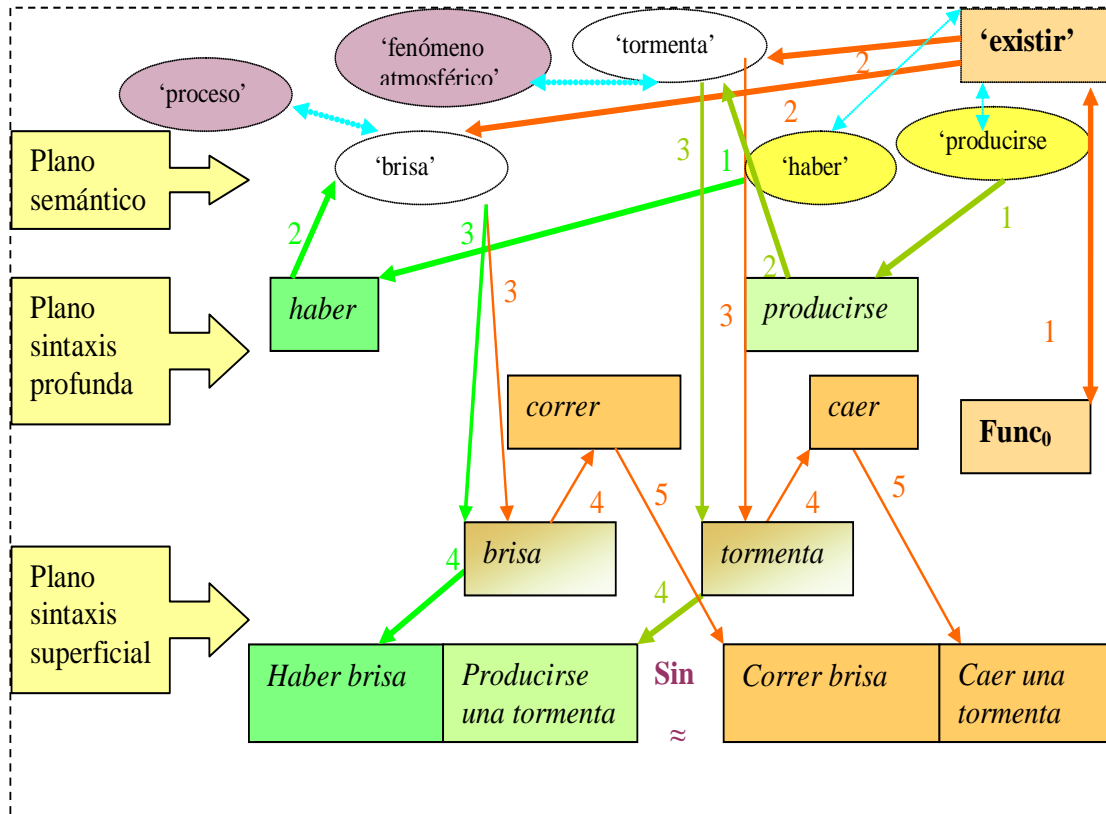 ‘fenómeno
atmosférico’
‘tormenta’
‘existir’
‘proceso’
2
2
Plano
semántico
‘brisa’
3
1
‘haber’
‘producirse
2
3
1
Plano
sintaxis
profunda
haber
3
2
producirse
3
1
correr
caer
Func₀
4
5
4
5
Plano
sintaxis
superficial
brisa
tormenta
4
4
Haber brisa
Producirse
una tormenta
Sin
≈
Correr brisa
Caer una
tormenta